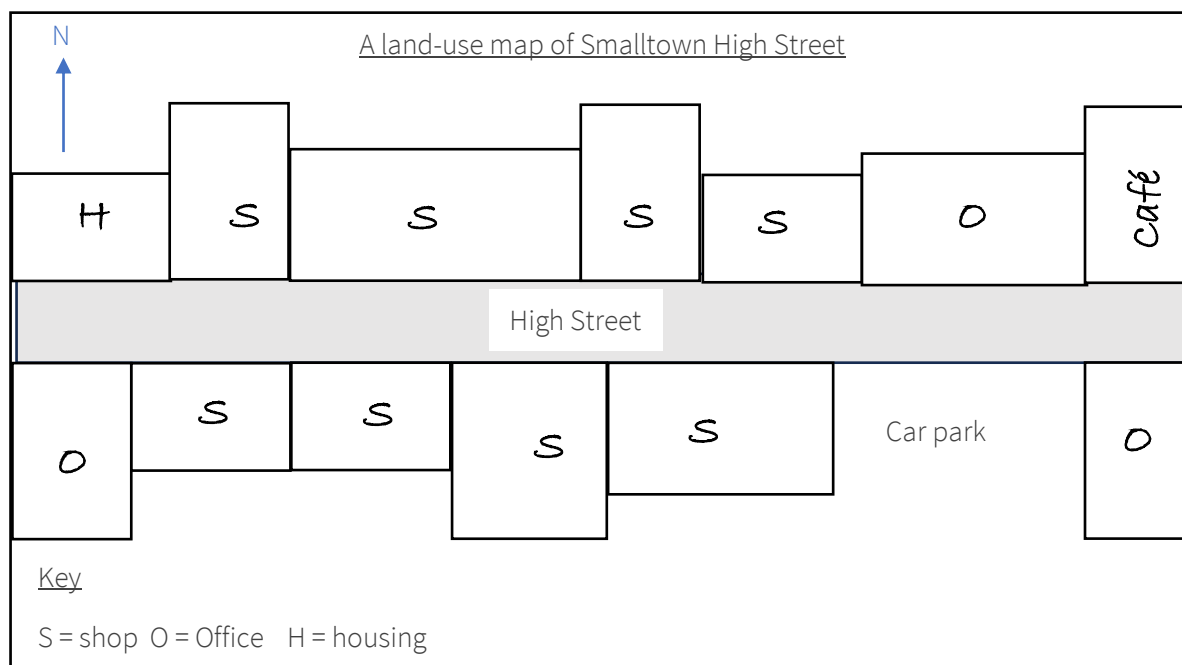 N
A land-use map of Smalltown High Street
H S S S S O café
High Street
O S S S S Car park O
Key
S = shop O = Office H = housing